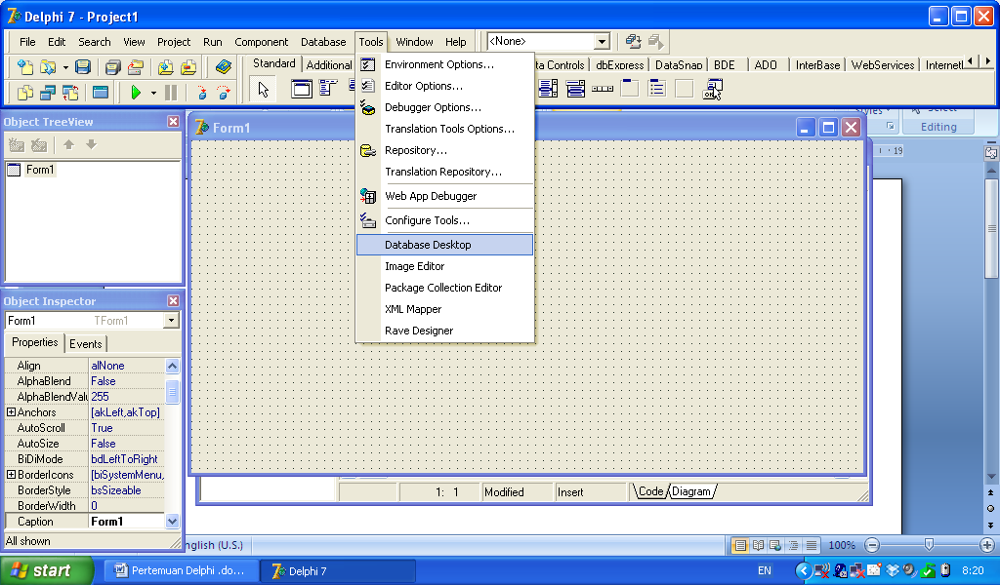 Delphi 7 - Project1
File Edit Search View Project Run Component Database Tools Window Help <None>
Standard Additional ta Controls dbExpress DataSnap BDE ADO InterBase WebServices Internet
Environment Options...
Editor Options...
Debugger Options...
Translation Tools Options...
Repository...
Translation Repository...
Web App Debugger
Configure Tools...
Database Desktop
Image Editor
Package Collection Editor
XML Mapper
Rave Designer
Object TreeView
Form1
Form1
Editing
19
Object Inspector
Form1 TForm1
Properties Events
Align alNone
AlphaBlend False
AlphaBlendValu 255
Anchors [akLeft,akTop]
AutoScroll True
AutoSize False
BiDiMode bdLeftToRight
BorderIcons [biSystemMenu,
BorderStyle bsSizeable
BorderWidth 0
Caption Form1
All shown
1: 1 Modified Insert Code Diagram
nglish (U.S.) 100%
start Pertemuan Delphi .do... Delphi 7 EN 8:20